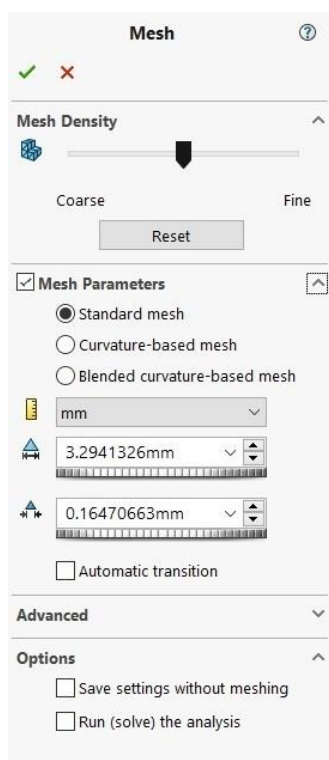 Mesh
Mesh Density
Coarse Fine
Reset
Mesh Parameters
Standard mesh
Curvature-based mesh
Blended curvature-based mesh
mm
3.2941326mm
0.16470663mm
Automatic transition
Advanced
Options
Save settings without meshing
Run (solve) the analysis